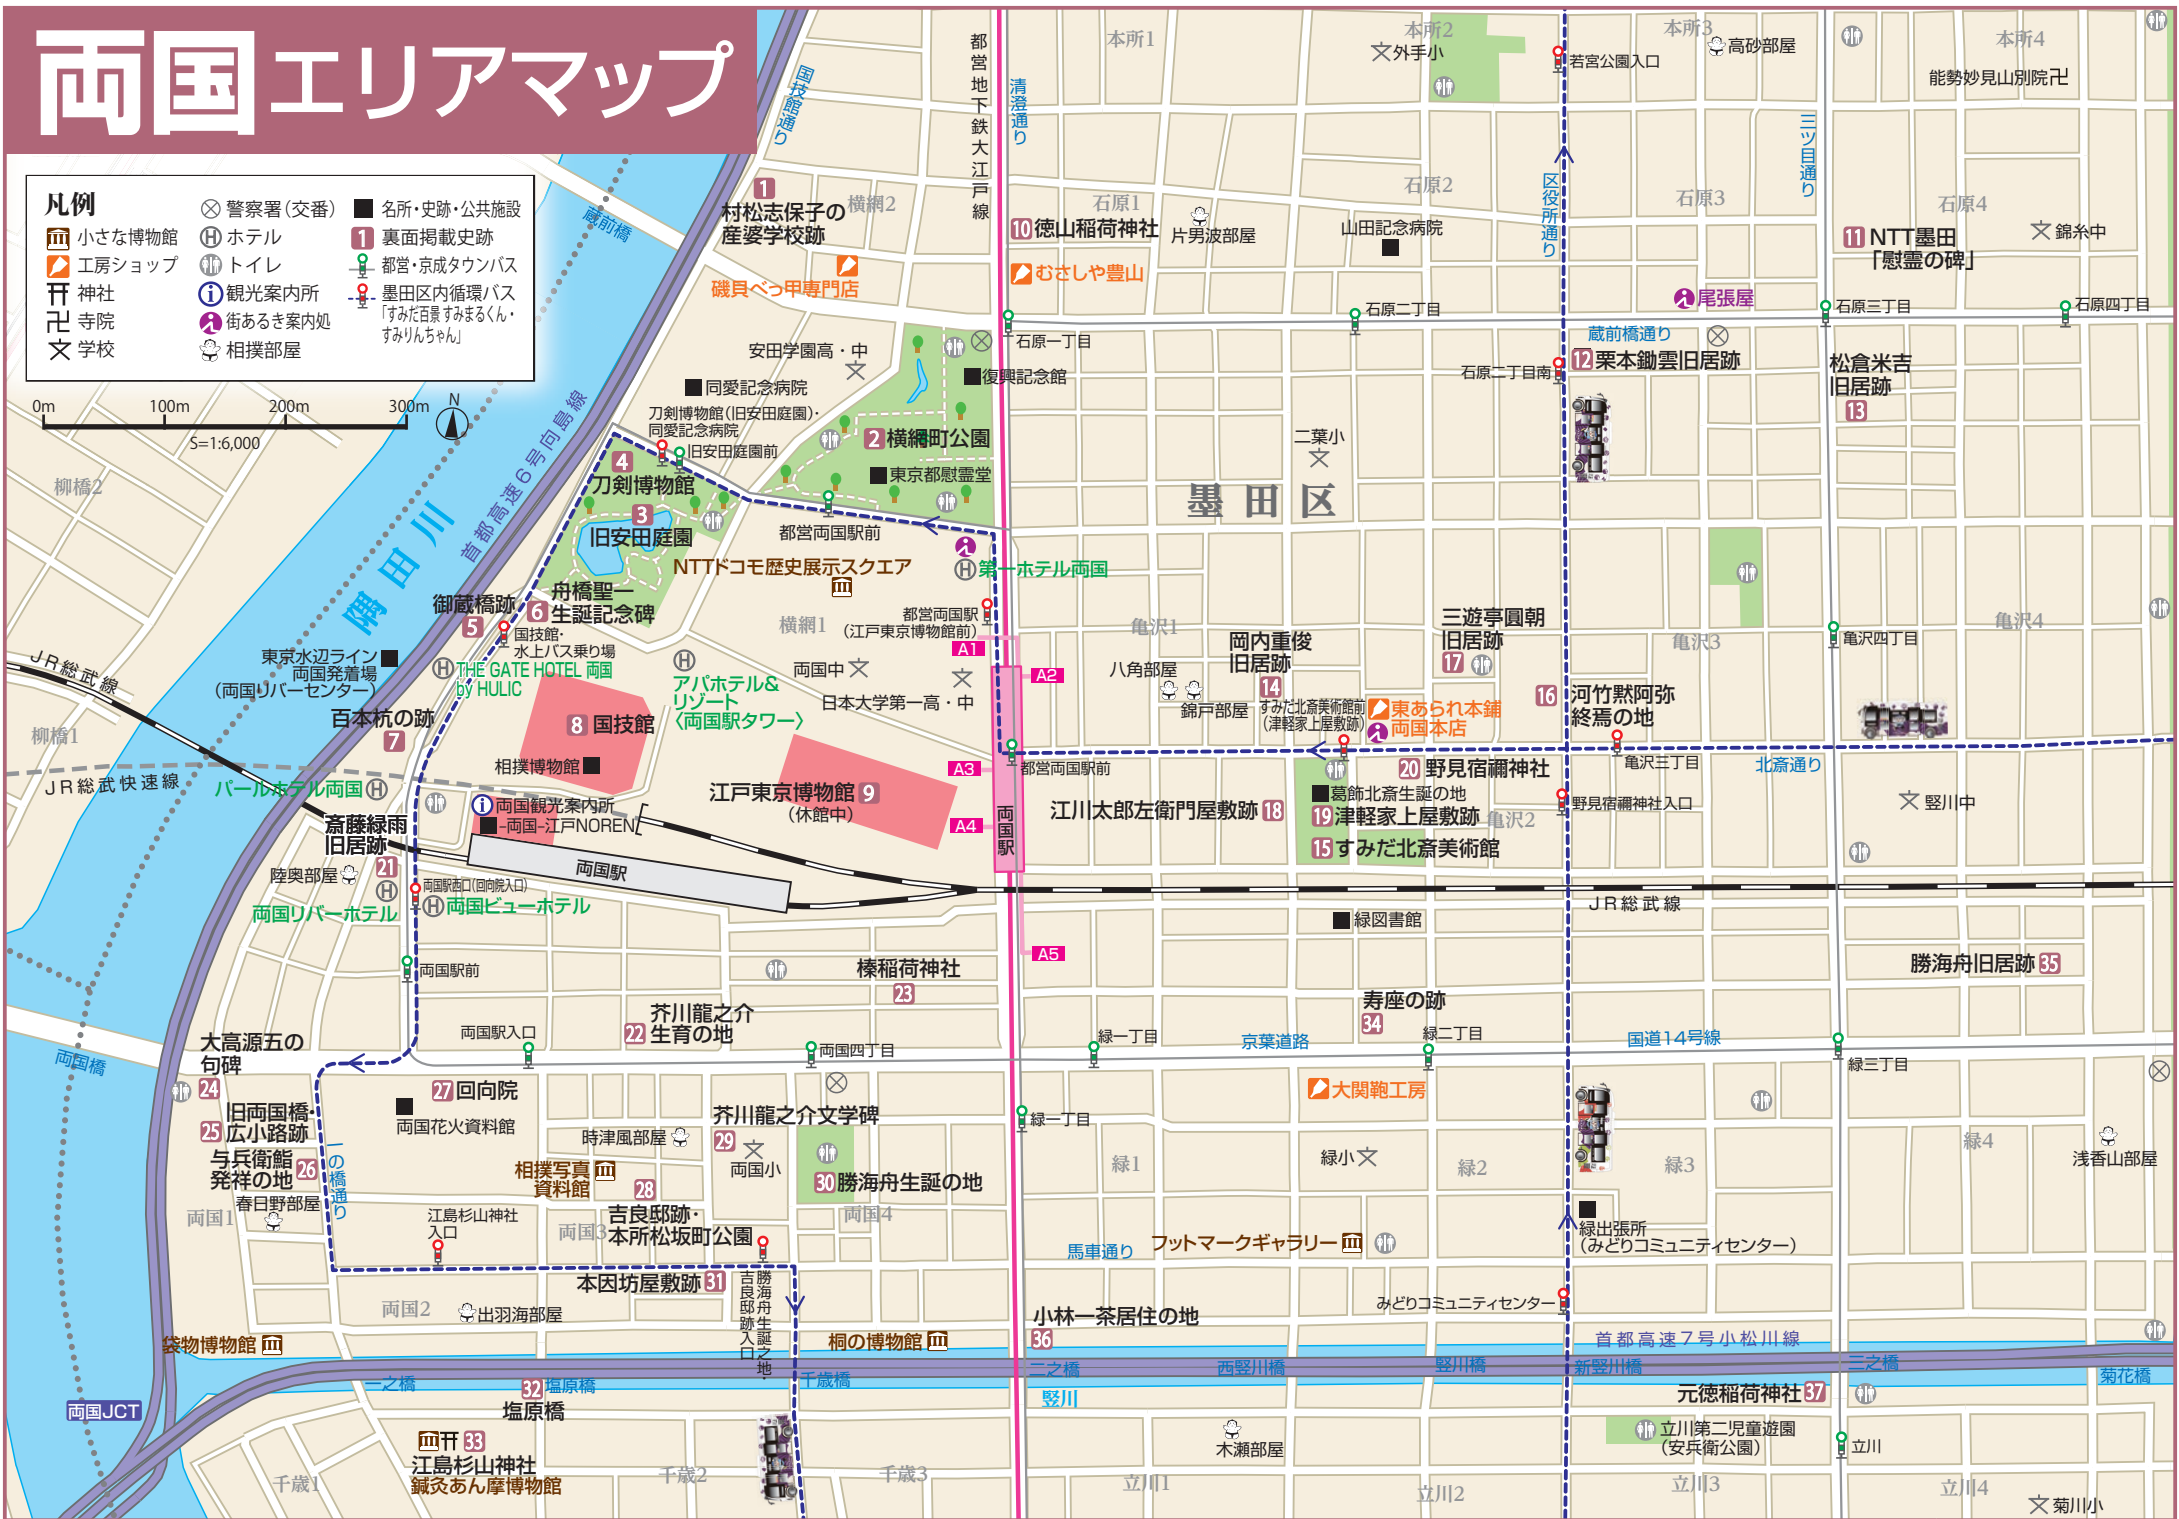 両国エリアマップ
凡例
小さな博物館
工房ショップ
神社
寺院
学校
警察署(交番)
ホテル
トイレ
観光案内所
街あるき案内処
相撲部屋
名所・史跡・公共施設
1 裏面掲載史跡
都営・京成タウンバス
墨田区内循環バス
「すみだ百景 すみまるくん・
すみりんちゃん」
0m 100m 200m 300m
S=1:6,000
N
国技館通り
都営地下鉄大江戸線
清澄通り
本所1
本所2
外手小
若宮公園入口
本所3
高砂部屋
本所4
能勢妙見山別院
三ツ目通り
区役所通り
蔵前橋
1
村松志保子の
産婆学校跡
横網2
磯貝べっ甲専門店
石原1
10 徳山稲荷神社
片男波部屋
むさしや豊山
石原2
山田記念病院
石原3
石原4
11 NTT墨田
「慰霊の碑」
錦糸中
尾張屋
石原一丁目
石原二丁目
石原三丁目
石原四丁目
蔵前橋通り
石原二丁目南
12 栗本鋤雲旧居跡
松倉米吉
旧居跡
13
安田学園高・中
同愛記念病院
復興記念館
刀剣博物館(旧安田庭園)・
同愛記念病院
旧安田庭園前
2 横網町公園
東京都慰霊堂
二葉小
墨田区
4
刀剣博物館
3
旧安田庭園
都営両国駅前
NTTドコモ歴史展示スクエア
第一ホテル両国
柳橋2
隅田川
首都高速6号向島線
御蔵橋跡
5
6 舟橋聖一
生誕記念碑
国技館・
水上バス乗り場
横網1
都営両国駅
(江戸東京博物館前)
A1
A2
亀沢1
岡内重俊
旧居跡
14
三遊亭圓朝
旧居跡
17
亀沢3
亀沢四丁目
亀沢4
JR総武線
東京水辺ライン
両国発着場
(両国リバーセンター)
THE GATE HOTEL 両国
by HULIC
アパホテル&
リゾート
〈両国駅タワー〉
両国中
日本大学第一高・中
八角部屋
錦戸部屋
すみだ北斎美術館前
(津軽家上屋敷跡)
東あられ本鋪
両国本店
16 河竹黙阿弥
終焉の地
百本杭の跡
7
柳橋1
8 国技館
相撲博物館
A3
都営両国駅前
亀沢三丁目
北斎通り
JR総武快速線
パールホテル両国
両国観光案内所
-両国-江戸NOREN
江戸東京博物館 9
(休館中)
A4
両国駅
江川太郎左衛門屋敷跡 18
20 野見宿禰神社
葛飾北斎生誕の地
19 津軽家上屋敷跡
15 すみだ北斎美術館
亀沢2
野見宿禰神社入口
竪川中
斎藤緑雨
旧居跡
21
陸奥部屋
両国駅西口(回向院入口)
両国リバーホテル
両国ビューホテル
両国駅
JR総武線
緑図書館
A5
両国駅前
榛稲荷神社
23
勝海舟旧居跡 35
寿座の跡
34
22 芥川龍之介
生育の地
両国駅入口
両国四丁目
緑一丁目
京葉道路
緑二丁目
国道14号線
緑三丁目
両国橋
大高源五の
句碑
24
27 回向院
両国花火資料館
大関鞄工房
旧両国橋・
25 広小路跡
芥川龍之介文学碑
29
両国小
時津風部屋
緑一丁目
与兵衛鮨
発祥の地 26
春日野部屋
一の橋通り
相撲写真
資料館
28
30 勝海舟生誕の地
緑1
緑小
緑2
緑3
緑4
浅香山部屋
両国1
江島杉山神社
入口
両国3
吉良邸跡・
本所松坂町公園
両国4
馬車通り
フットマークギャラリー
緑出張所
(みどりコミュニティセンター)
本因坊屋敷跡 31
勝海舟生誕之地・
吉良邸跡入口
両国2
出羽海部屋
小林一茶居住の地
36
みどりコミュニティセンター
袋物博物館
桐の博物館
首都高速7号小松川線
一之橋
32 塩原橋
塩原橋
千歳橋
二之橋
竪川
西竪川橋
竪川橋
新竪川橋
三之橋
菊花橋
両国JCT
元徳稲荷神社 37
33
江島杉山神社
鍼灸あん摩博物館
木瀬部屋
立川第二児童遊園
(安兵衛公園)
立川
千歳1
千歳2
千歳3
立川1
立川2
立川3
立川4
菊川小